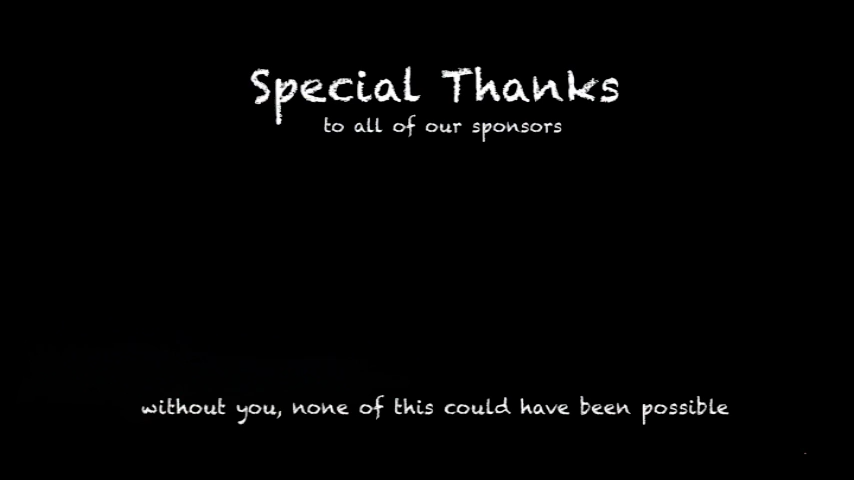 Special Thanks
to all of our sponsors
without you, none of this could have been possible